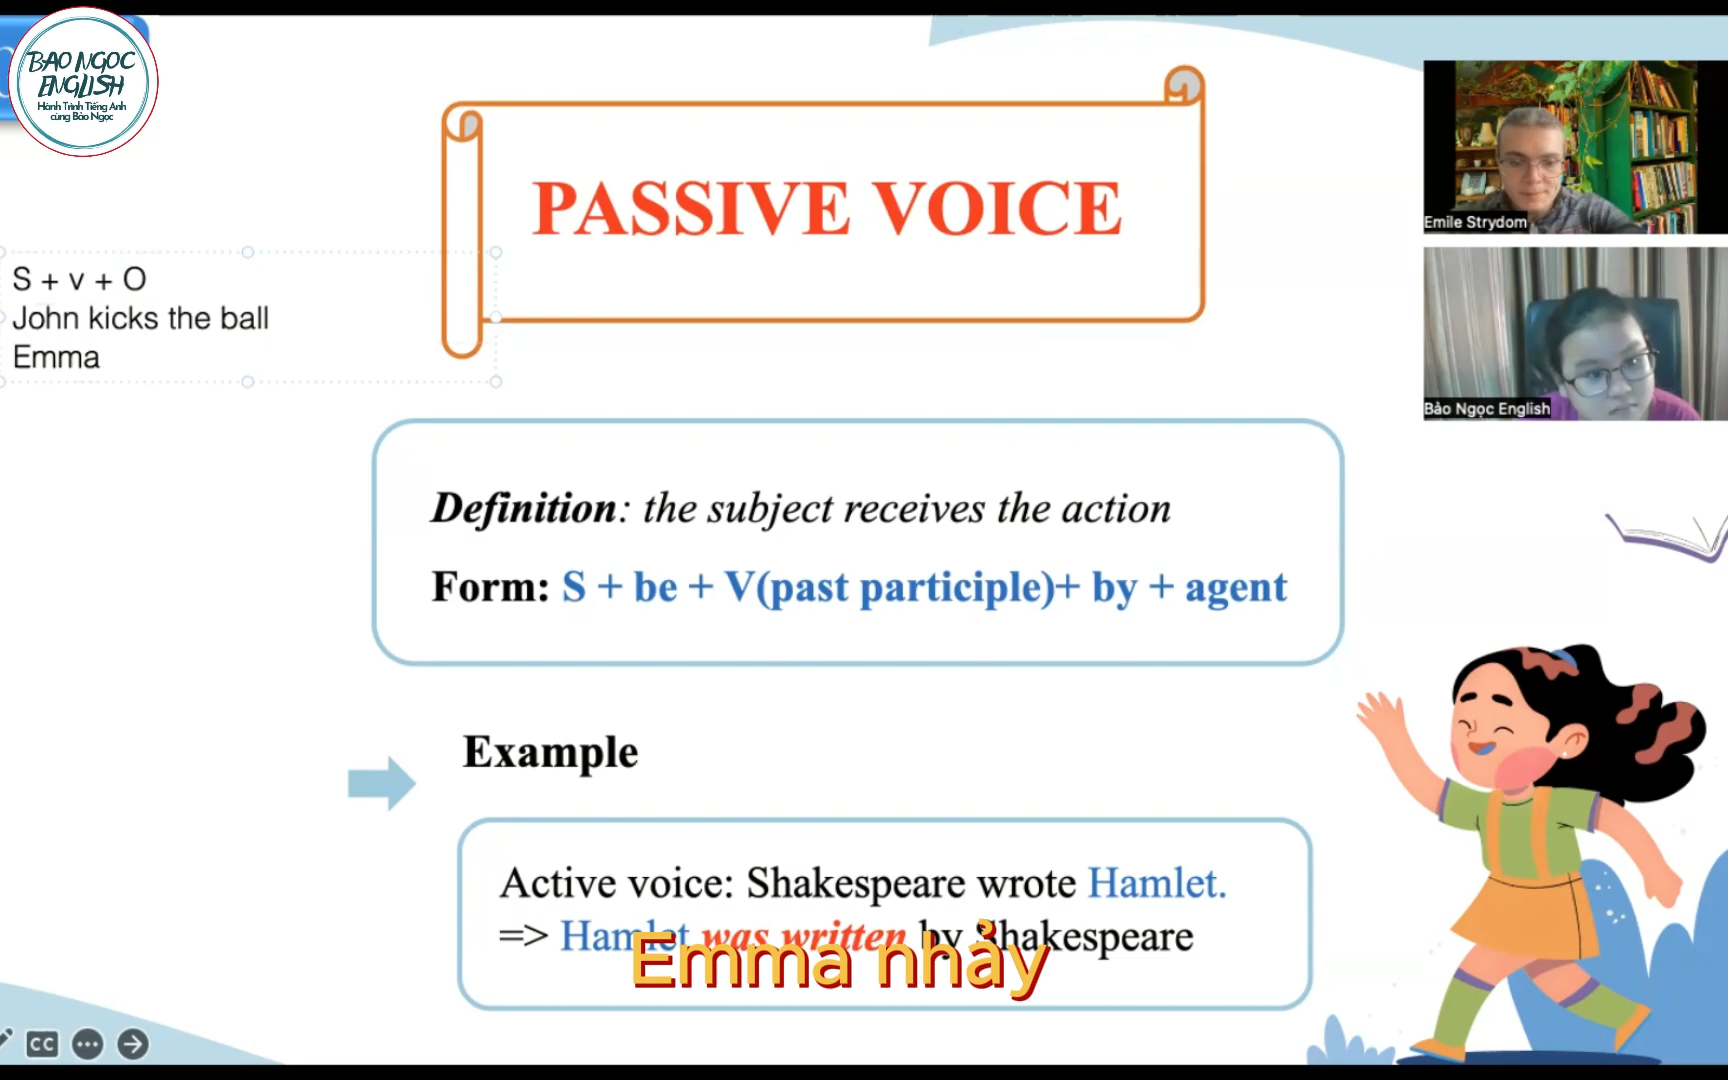 BAO NGOC
ENGLISH
Hành Trình Tiếng Anh
cùng Bảo Ngọc
PASSIVE VOICE
S + v + O
John kicks the ball
Emma
Emile Strydom
Bảo Ngọc English
Definition: the subject receives the action
Form: S + be + V(past participle)+ by + agent
Example
Active voice: Shakespeare wrote Hamlet.
=> Hamlet was written by Shakespeare
Emma nhảy
CC